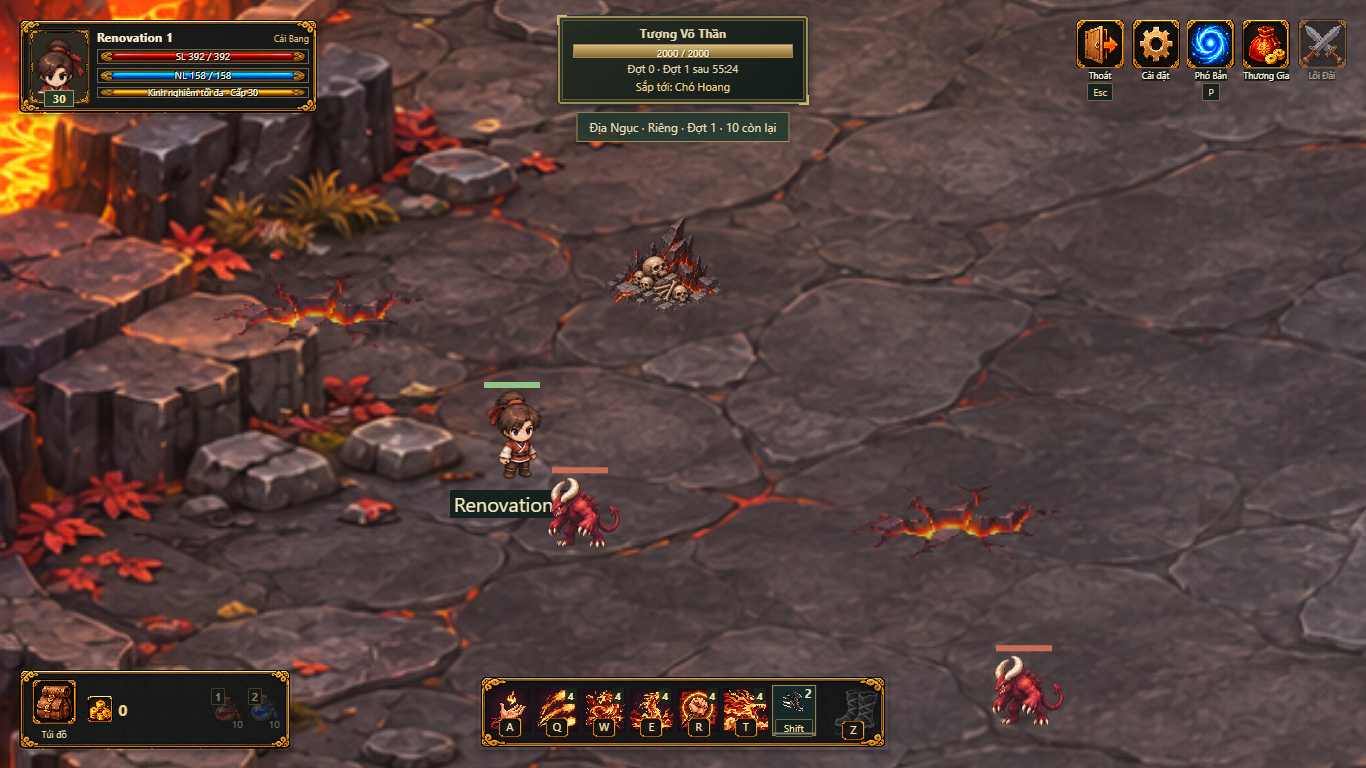 Renovation 1
Cái Bang
SL 392 / 392
NL 158 / 158
Kinh nghiệm tối đa · Cấp 30
30
Tượng Võ Thần
2000 / 2000
Đợt 0 · Đợt 1 sau 55:24
Sắp tới: Chó Hoang
Địa Ngục · Riêng · Đợt 1 · 10 còn lại
Thoát
Cài đặt
Phó Bản
Thương Gia
Lôi Đài
Esc
P
Renovation
Túi đồ
0
1
10
2
10
A
4
Q
4
W
4
E
4
R
4
T
2
Shift
Z